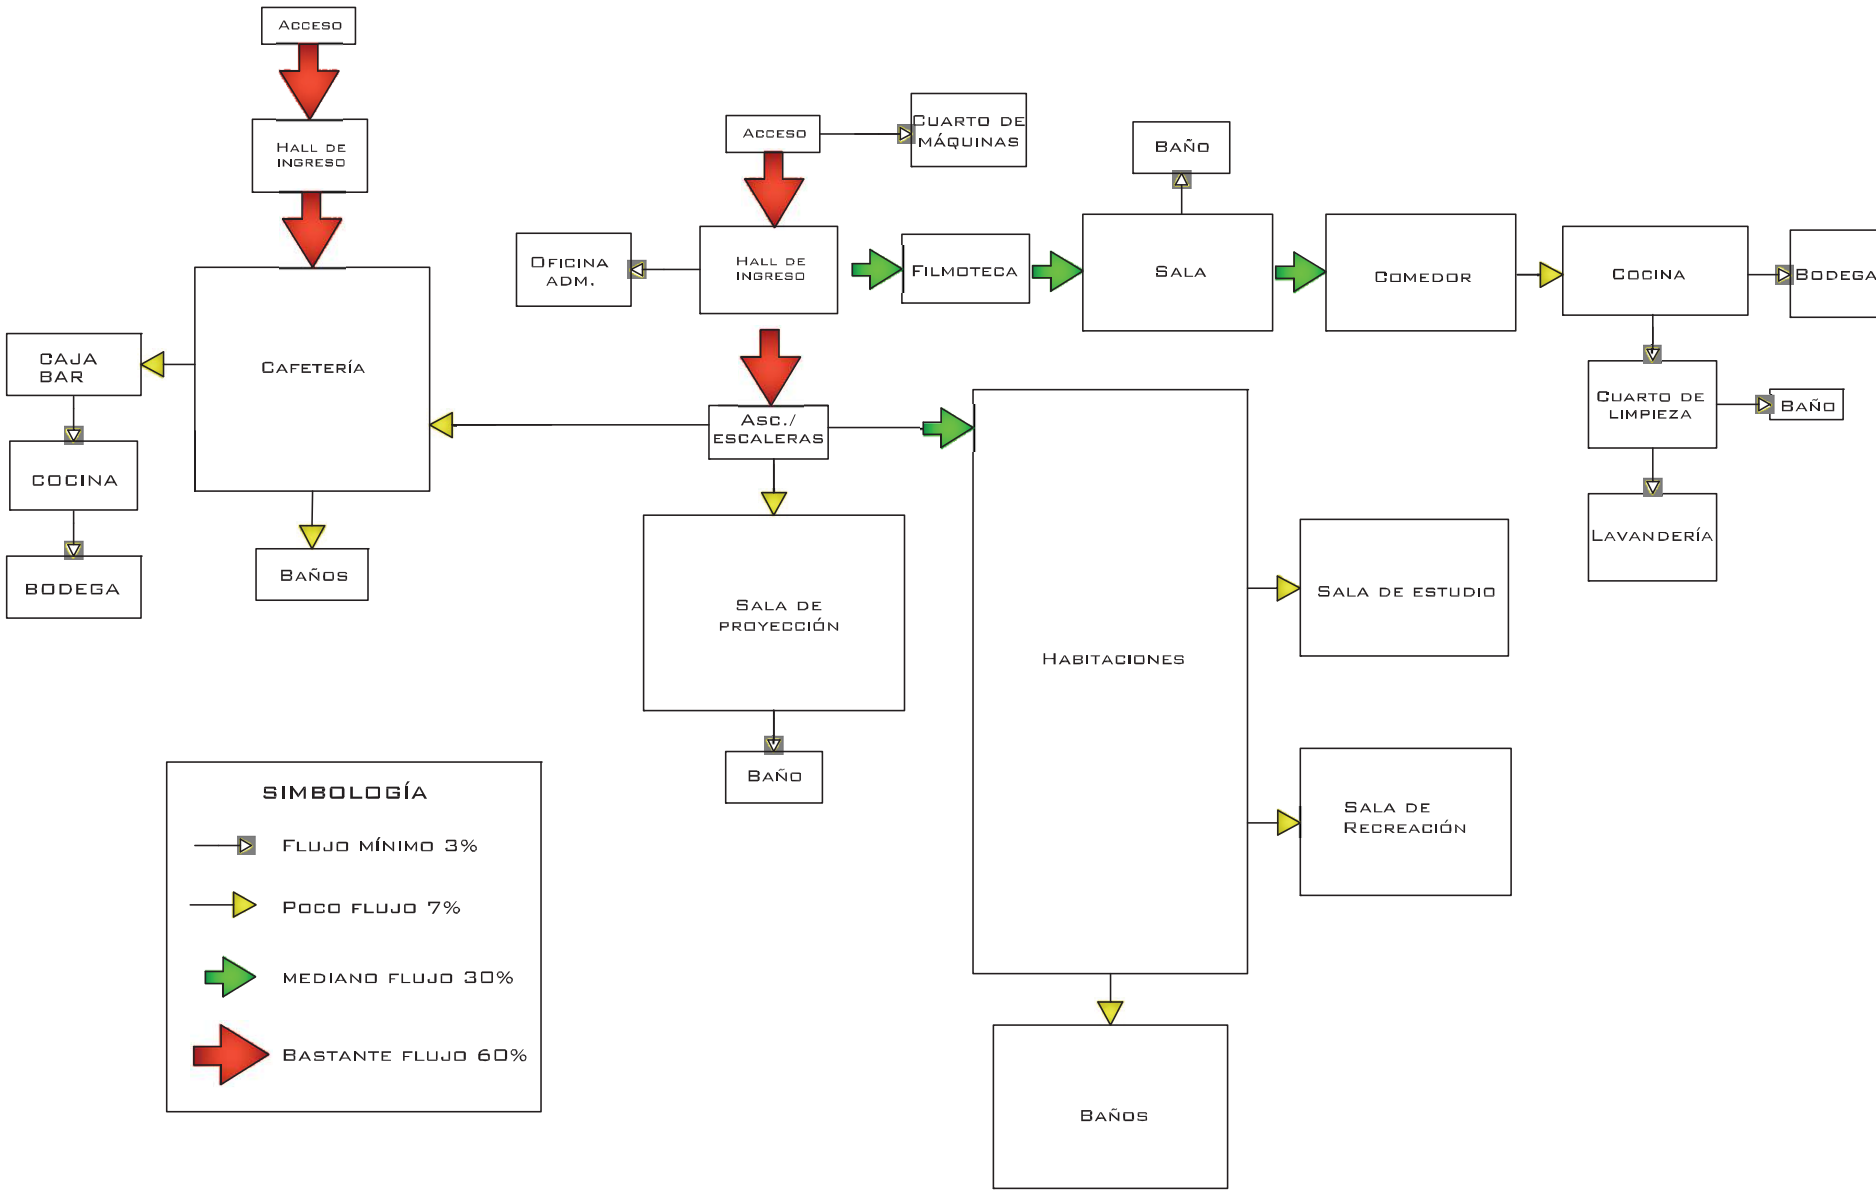 Acceso
Hall de
ingreso
Cafetería
Caja
Bar
Cocina
Bodega
Baños
Acceso
Cuarto de
máquinas
Oficina
adm.
Hall de
ingreso
Filmoteca
Baño
Sala
Comedor
Cocina
Bodega
Cuarto de
limpieza
Baño
Lavandería
Asc./
escaleras
Sala de
proyección
Baño
Habitaciones
Sala de estudio
Sala de
Recreación
Baños
SIMBOLOGÍA
Flujo mínimo 3%
Poco flujo 7%
mediano flujo 30%
Bastante flujo 60%